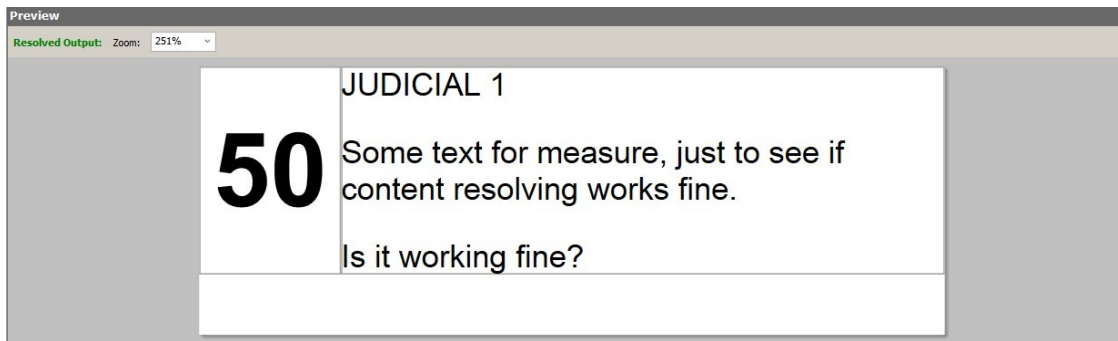 Preview
Resolved Output: Zoom: 251%
50
JUDICIAL 1
Some text for measure, just to see if
content resolving works fine.
Is it working fine?